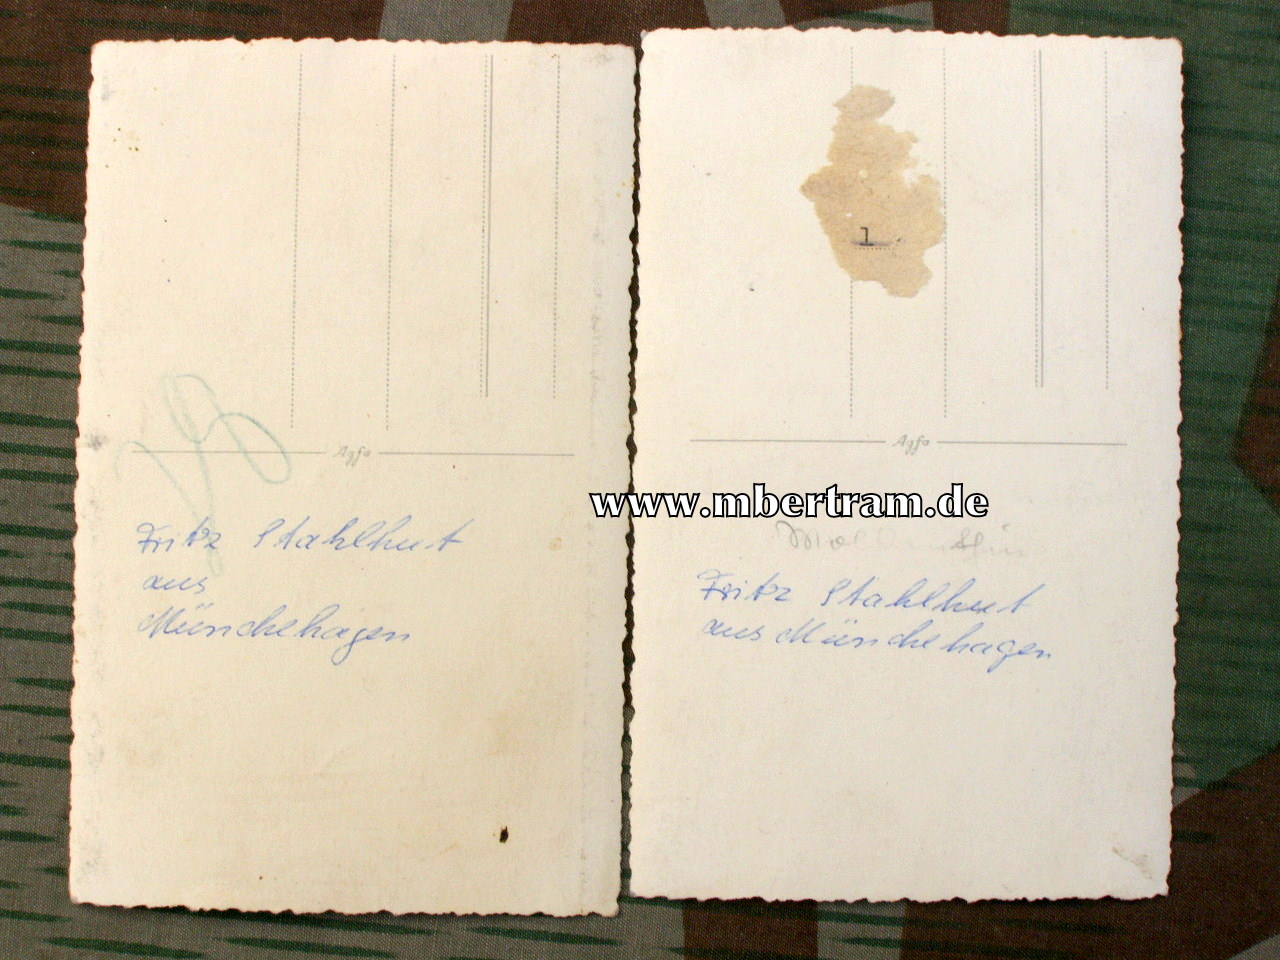 Agfa
Fritz Stahlhut
aus
Münchehagen
1
Agfa
www.mbertram.de
Fritz Stahlhut
aus Münchehagen